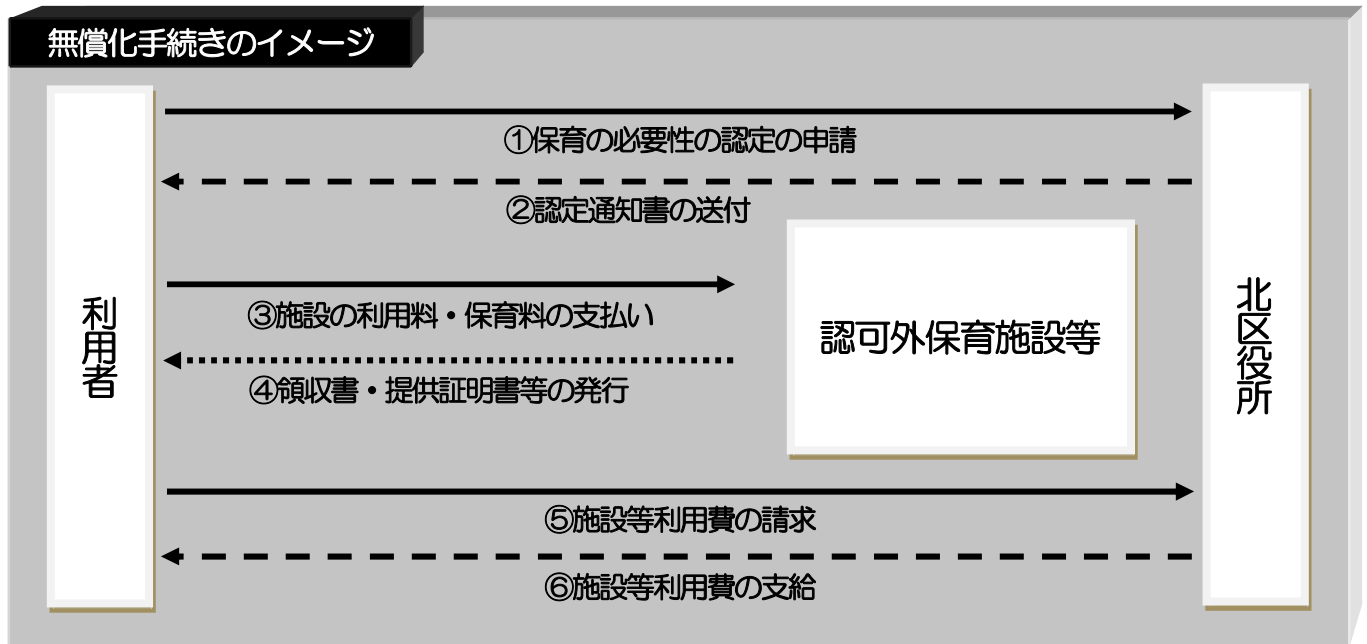 無償化手続きのイメージ
①保育の必要性の認定の申請
②認定通知書の送付
利用者
③施設の利用料・保育料の支払い
認可外保育施設等
北区役所
④領収書・提供証明書等の発行
⑤施設等利用費の請求
⑥施設等利用費の支給